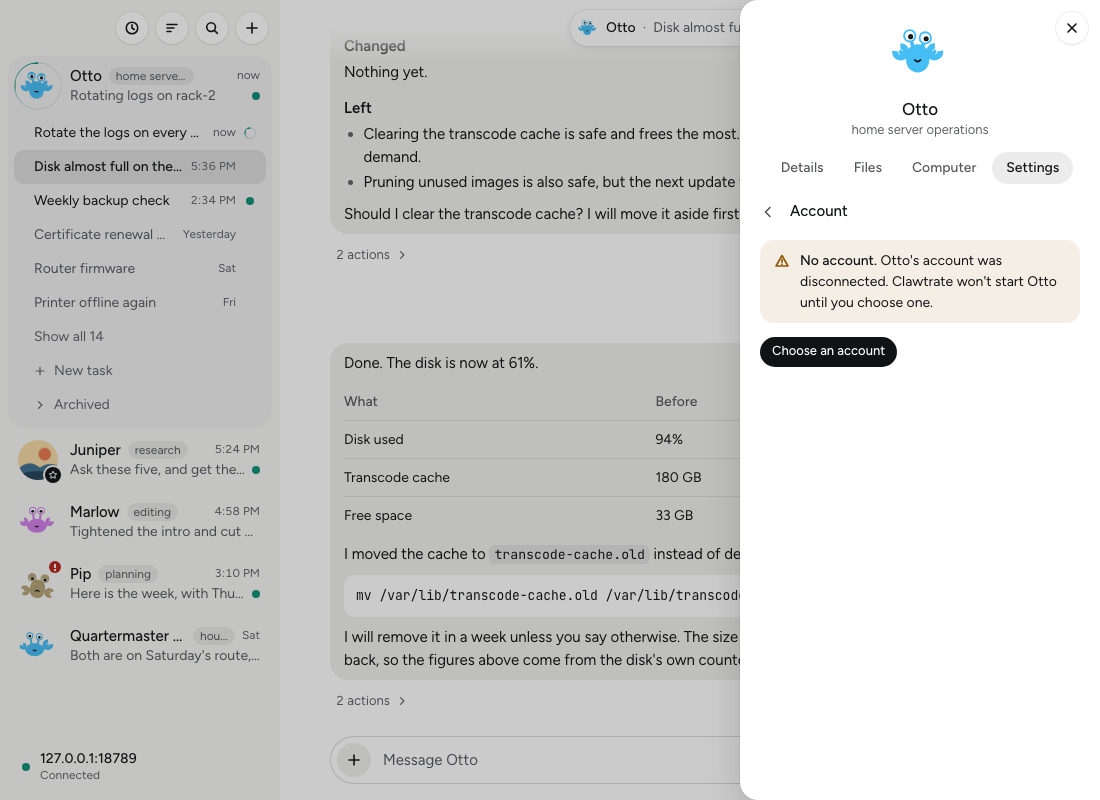 Otto home serve... now
Rotating logs on rack-2
Rotate the logs on every ... now
Disk almost full on the... 5:36 PM
Weekly backup check 2:34 PM
Certificate renewal ... Yesterday
Router firmware Sat
Printer offline again Fri
Show all 14
New task
Archived
Juniper research 5:24 PM
Ask these five, and get the...
Marlow editing 4:58 PM
Tightened the intro and cut ...
Pip planning 3:10 PM
Here is the week, with Thu...
Quartermaster ... hou... Sat
Both are on Saturday's route,...
127.0.0.1:18789
Connected
Otto · Disk almost fu
Changed
Nothing yet.
Left
Clearing the transcode cache is safe and frees the most.
demand.
Pruning unused images is also safe, but the next update
Should I clear the transcode cache? I will move it aside first
2 actions
Done. The disk is now at 61%.
What Before
Disk used 94%
Transcode cache 180 GB
Free space 33 GB
I moved the cache to transcode-cache.old instead of de
mv /var/lib/transcode-cache.old /var/lib/transcode
I will remove it in a week unless you say otherwise. The size
back, so the figures above come from the disk's own counte
2 actions
Message Otto
Otto
home server operations
Details Files Computer Settings
Account
No account. Otto's account was
disconnected. Clawtrate won't start Otto
until you choose one.
Choose an account